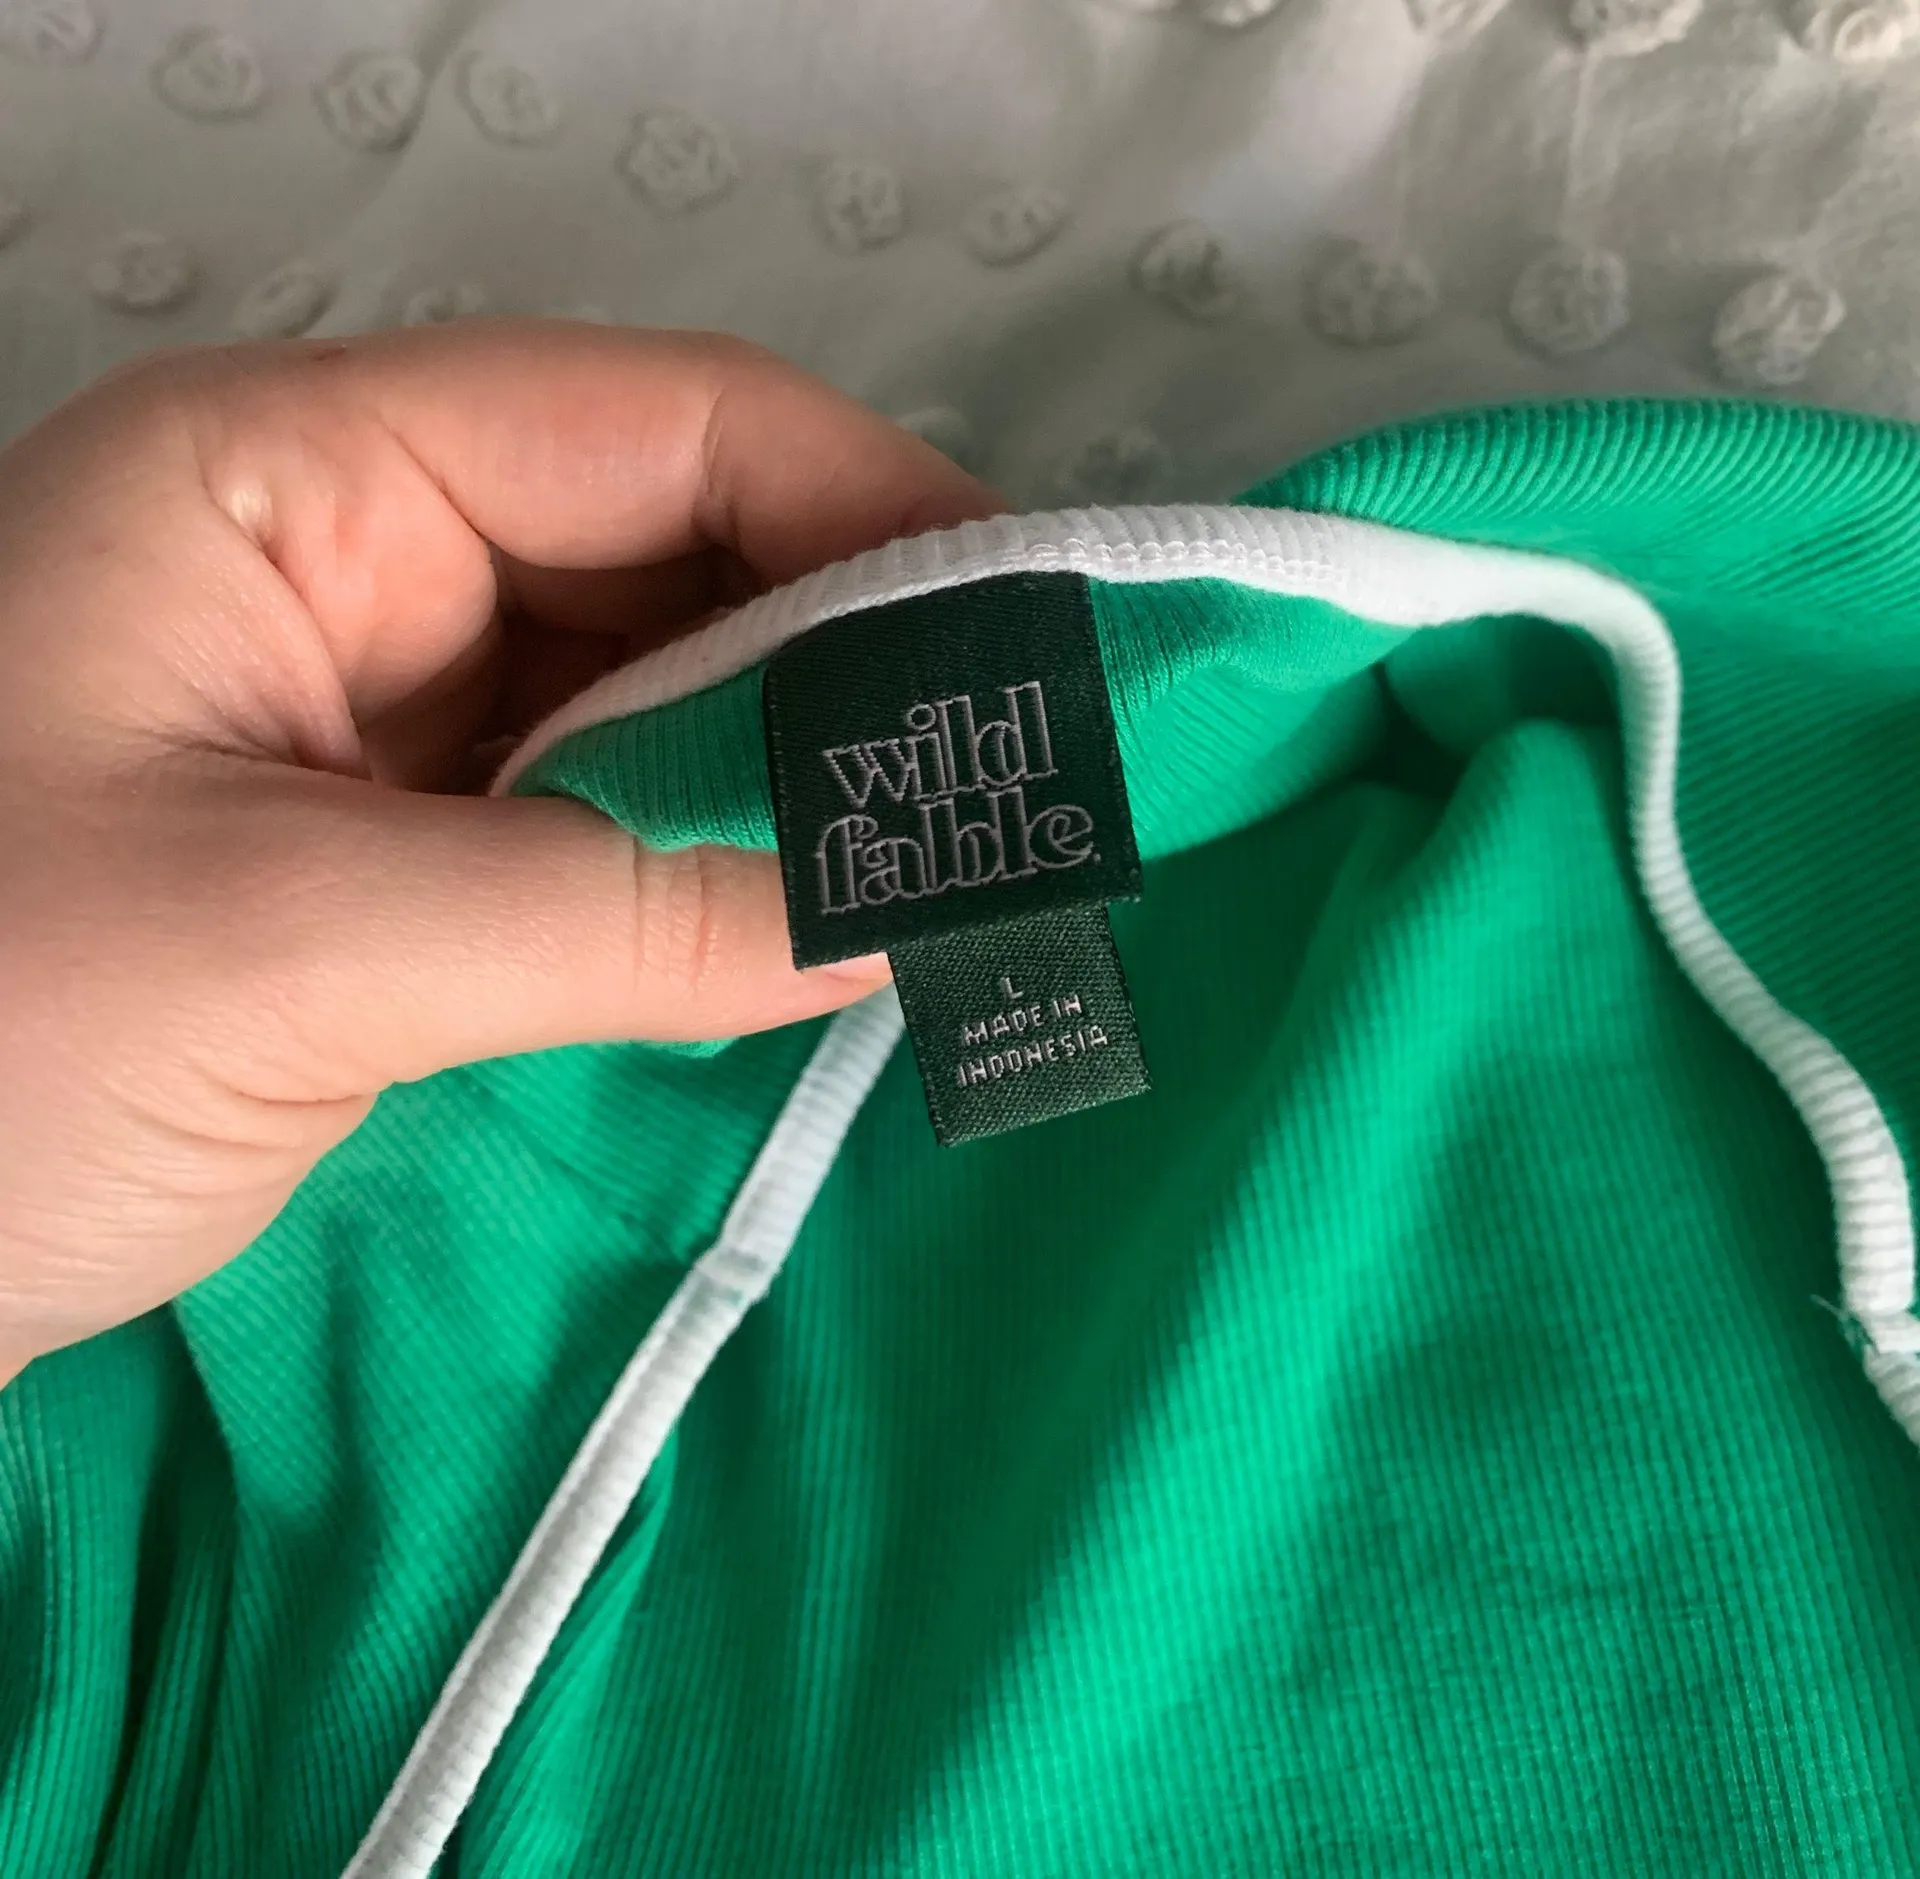 wild
fable.
L
MADE IN
INDONESIA